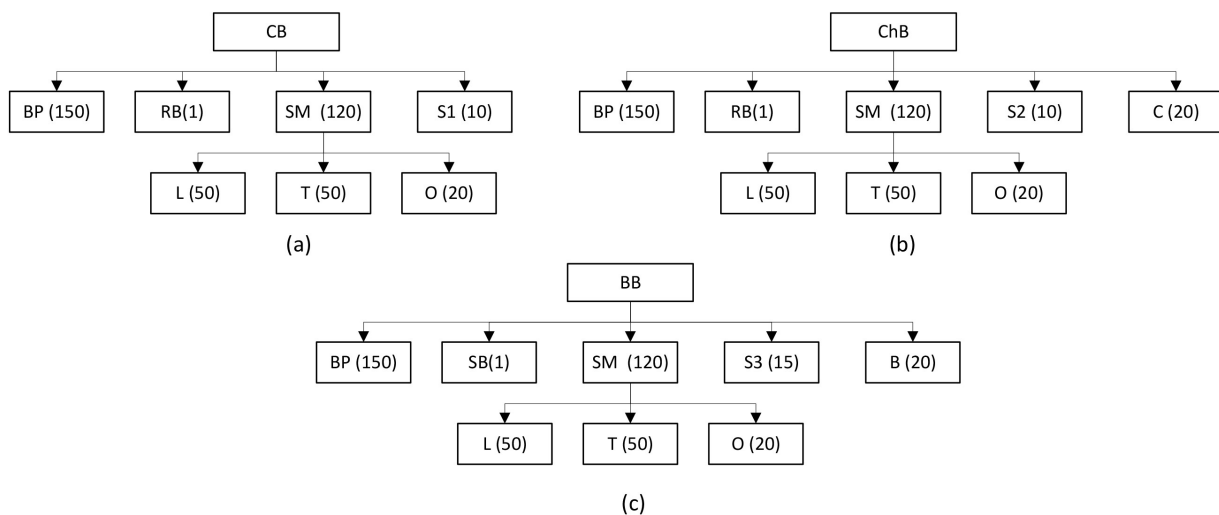 CB
BP (150) RB(1) SM (120) S1 (10)
L (50) T (50) O (20)
(a)
ChB
BP (150) RB(1) SM (120) S2 (10) C (20)
L (50) T (50) O (20)
(b)
BB
BP (150) SB(1) SM (120) S3 (15) B (20)
L (50) T (50) O (20)
(c)